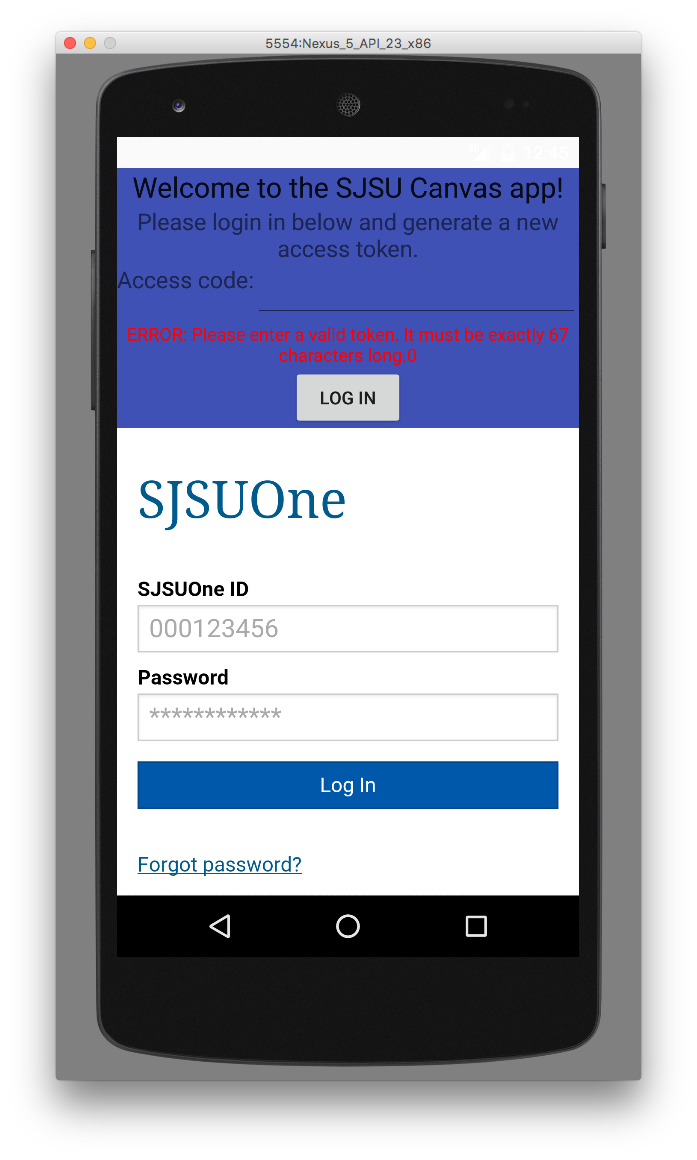 5554:Nexus_5_API_23_x86
12:45
Welcome to the SJSU Canvas app!
Please login in below and generate a new
access token.
Access code:
ERROR: Please enter a valid token. It must be exactly 67
characters long.0
LOG IN
SJSUOne
SJSUOne ID
000123456
Password
************
Log In
Forgot password?